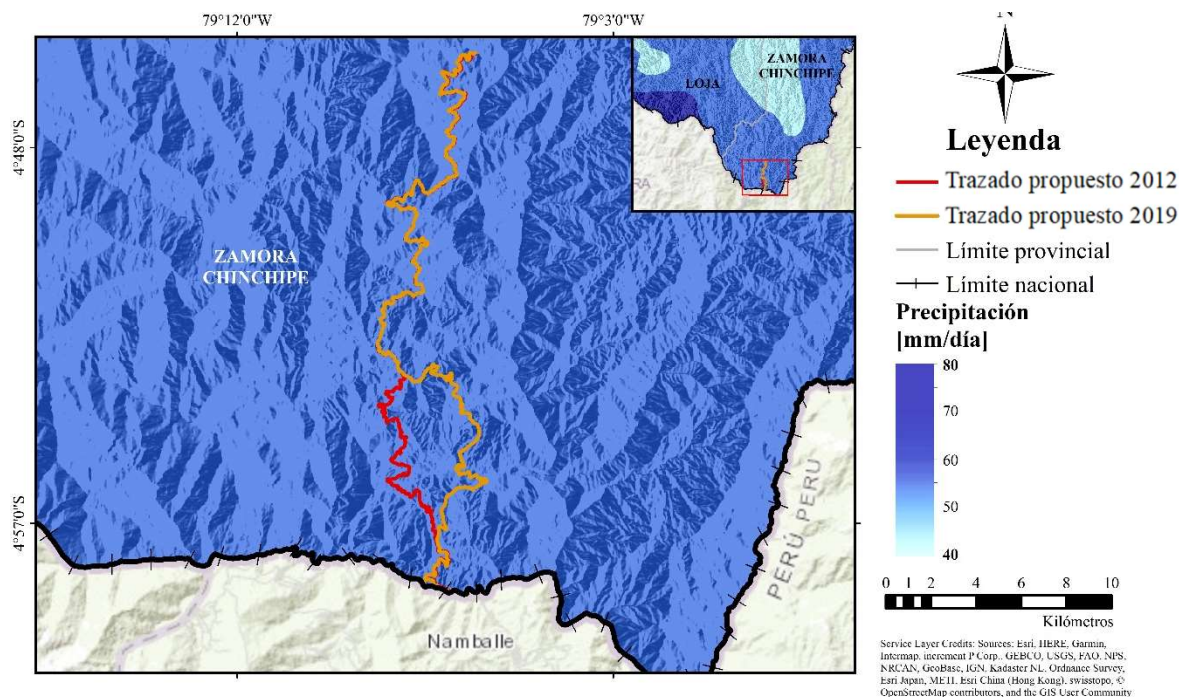 79°12'0"W
79°3'0"W
4°48'0"S
4°57'0"S
ZAMORA
CHINCHIPE
Namballe
PERÚ PERU
LOJA
ZAMORA
CHINCHIPE
RA
N
Leyenda
Trazado propuesto 2012
Trazado propuesto 2019
Límite provincial
Límite nacional
Precipitación
[mm/día]
80
70
60
50
40
0 1 2 4 6 8 10
Kilómetros
Service Layer Credits: Sources: Esri, HERE, Garmin,
Intermap, increment P Corp., GEBCO, USGS, FAO, NPS,
NRCAN, GeoBase, IGN, Kadaster NL, Ordnance Survey,
Esri Japan, METI, Esri China (Hong Kong), swisstopo, ©
OpenStreetMap contributors, and the GIS User Community